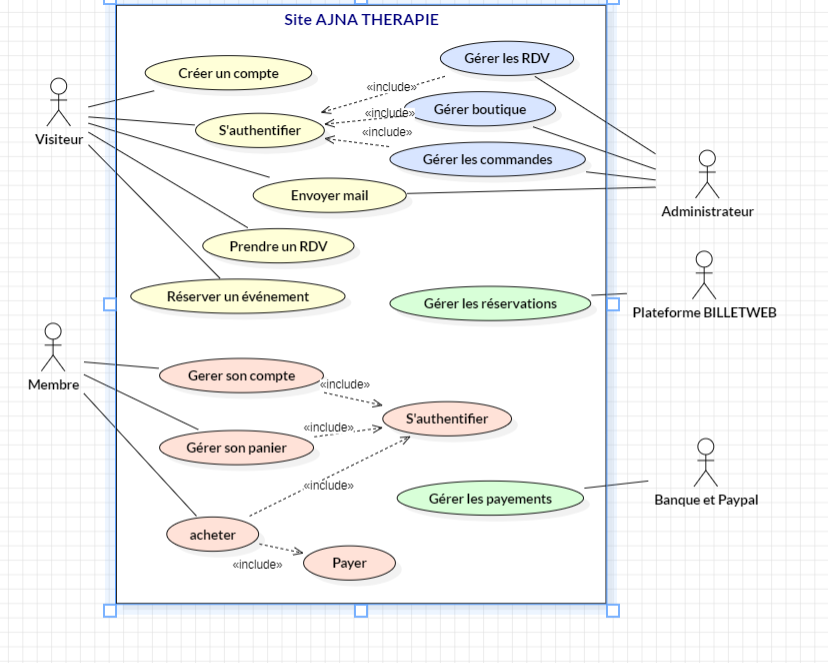 Site AJNA THERAPIE
Gérer les RDV
Créer un compte
«include»
Gérer boutique
«include»
Visiteur
S'authentifier
«include»
Gérer les commandes
Envoyer mail
Administrateur
Prendre un RDV
Réserver un événement
Gérer les réservations
Plateforme BILLETWEB
Gerer son compte
«include»
Membre
S'authentifier
«include»
Gérer son panier
«include»
Gérer les payements
Banque et Paypal
acheter
«include»
Payer